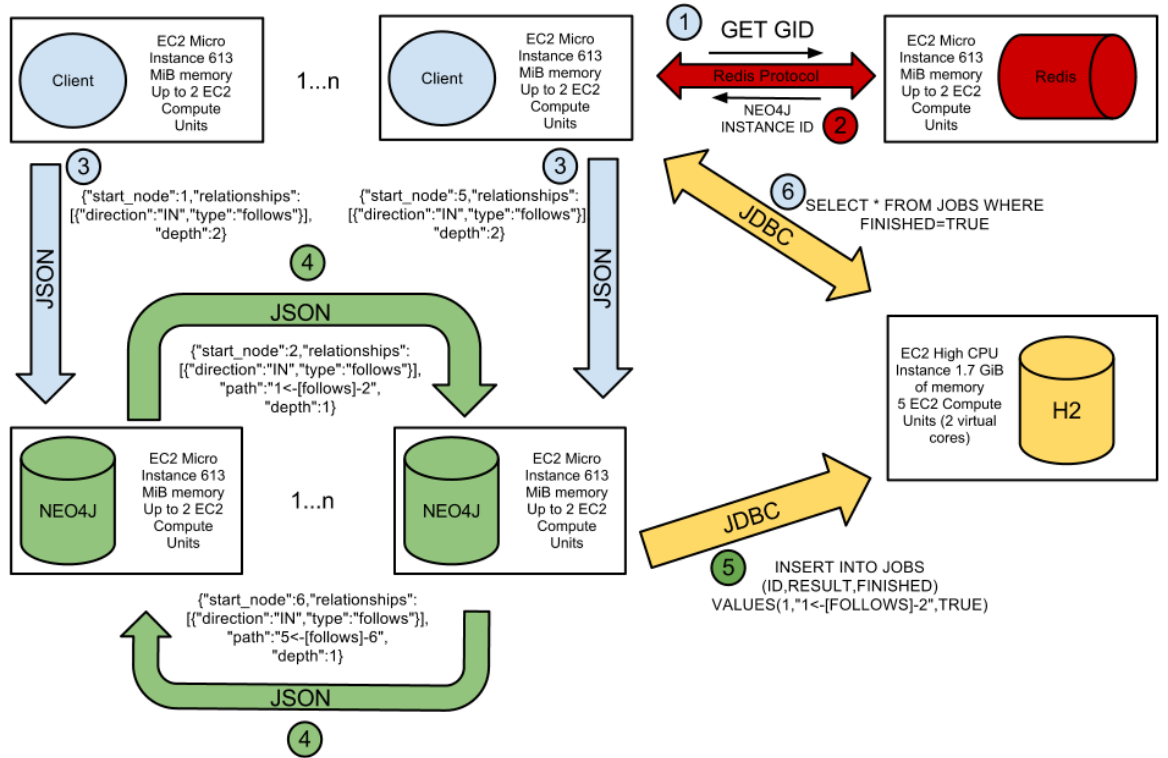 Client
EC2 Micro
Instance 613
MiB memory
Up to 2 EC2
Compute
Units
1...n
Client
EC2 Micro
Instance 613
MiB memory
Up to 2 EC2
Compute
Units
1
GET GID
Redis Protocol
NEO4J
INSTANCE ID
2
EC2 Micro
Instance 613
MiB memory
Up to 2 EC2
Compute
Units
Redis
3
JSON
{"start_node":1,"relationships":
[{"direction":"IN","type":"follows"}],
"depth":2}
3
JSON
{"start_node":5,"relationships":
[{"direction":"IN","type":"follows"}]
"depth":2}
JDBC
6
SELECT * FROM JOBS WHERE
FINISHED=TRUE
4
JSON
{"start_node":2,"relationships":
[{"direction":"IN","type":"follows"}],
"path":"1<-[follows]-2",
"depth":1}
EC2 High CPU
Instance 1.7 GiB
of memory
5 EC2 Compute
Units (2 virtual
cores)
H2
NEO4J
EC2 Micro
Instance 613
MiB memory
Up to 2 EC2
Compute
Units
1...n
NEO4J
EC2 Micro
Instance 613
MiB memory
Up to 2 EC2
Compute
Units
JDBC
5
INSERT INTO JOBS
(ID,RESULT,FINISHED)
VALUES(1,"1<-[FOLLOWS]-2",TRUE)
{"start_node":6,"relationships":
[{"direction":"IN","type":"follows"}],
"path":"5<-[follows]-6",
"depth":1}
JSON
4